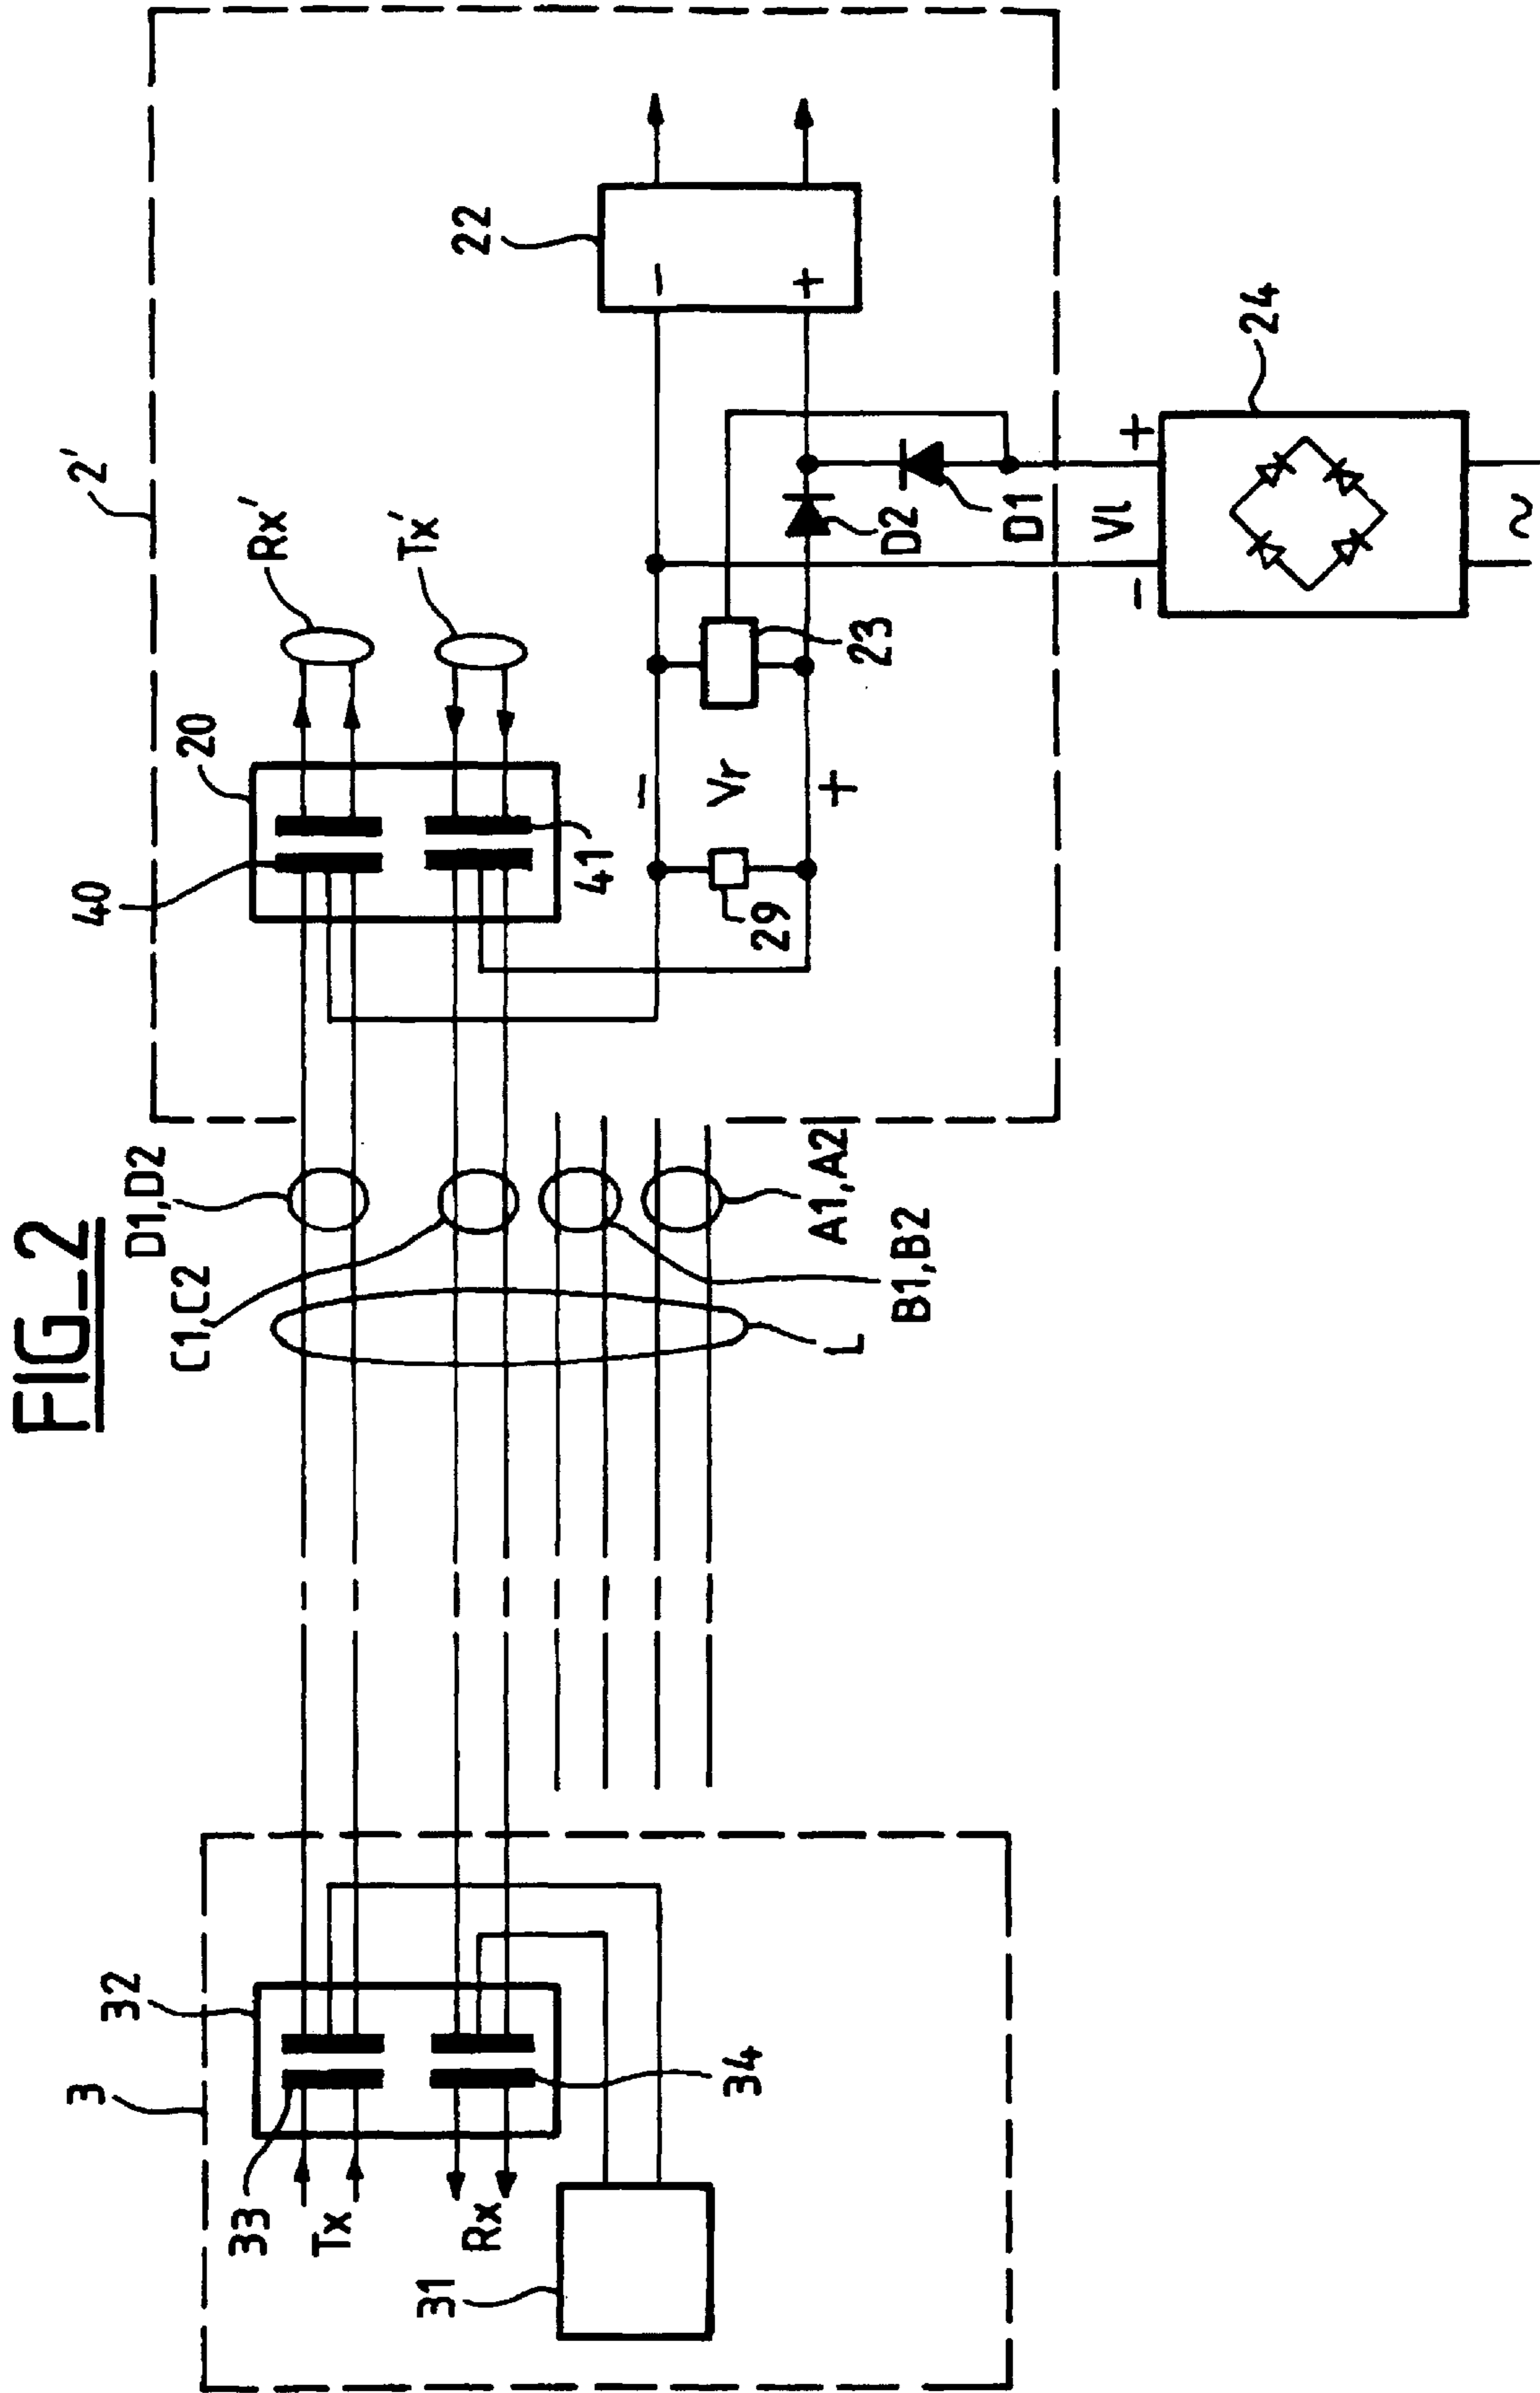 FIG_2
3
32
33
Tx
Rx
31
34
D1,D2
C1,C2
L
B1,B2
A1,A2
2'
40
20
Rx'
Tx'
41
29
-
Vr
+
23
22
-
+
D2
D1
-
Vl
+
24
~